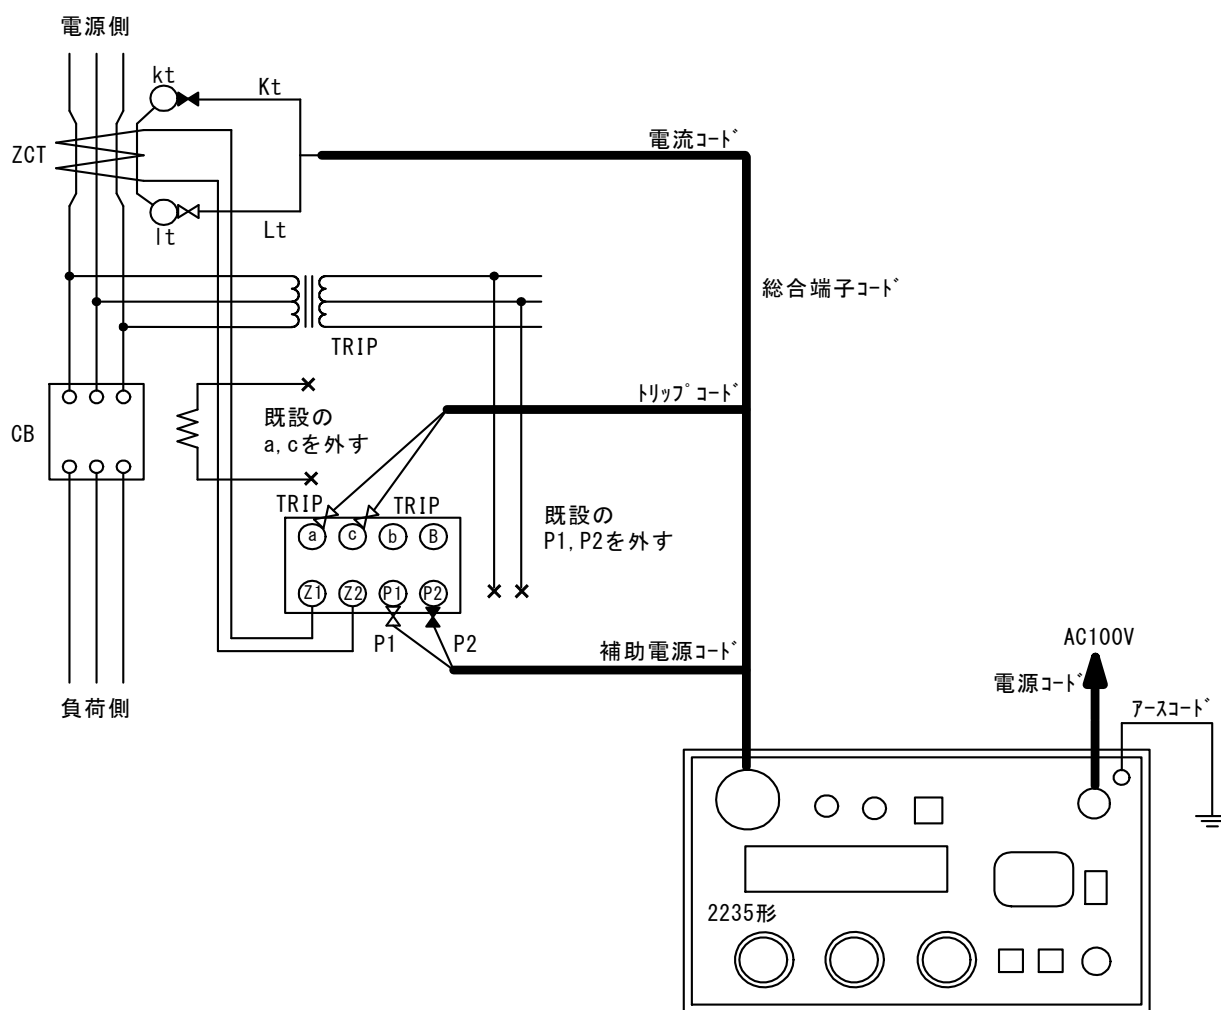 電源側
kt
Kt
ZCT
電流ｺｰﾄﾞ
lt
Lt
総合端子ｺｰﾄﾞ
TRIP
ﾄﾘｯﾌﾟｺｰﾄﾞ
CB
既設の
a,cを外す
TRIP
TRIP
a
c
b
B
既設の
P1,P2を外す
Z1
Z2
P1
P2
P1
P2
補助電源ｺｰﾄﾞ
AC100V
電源ｺｰﾄﾞ
ｱｰｽｺｰﾄﾞ
負荷側
2235形